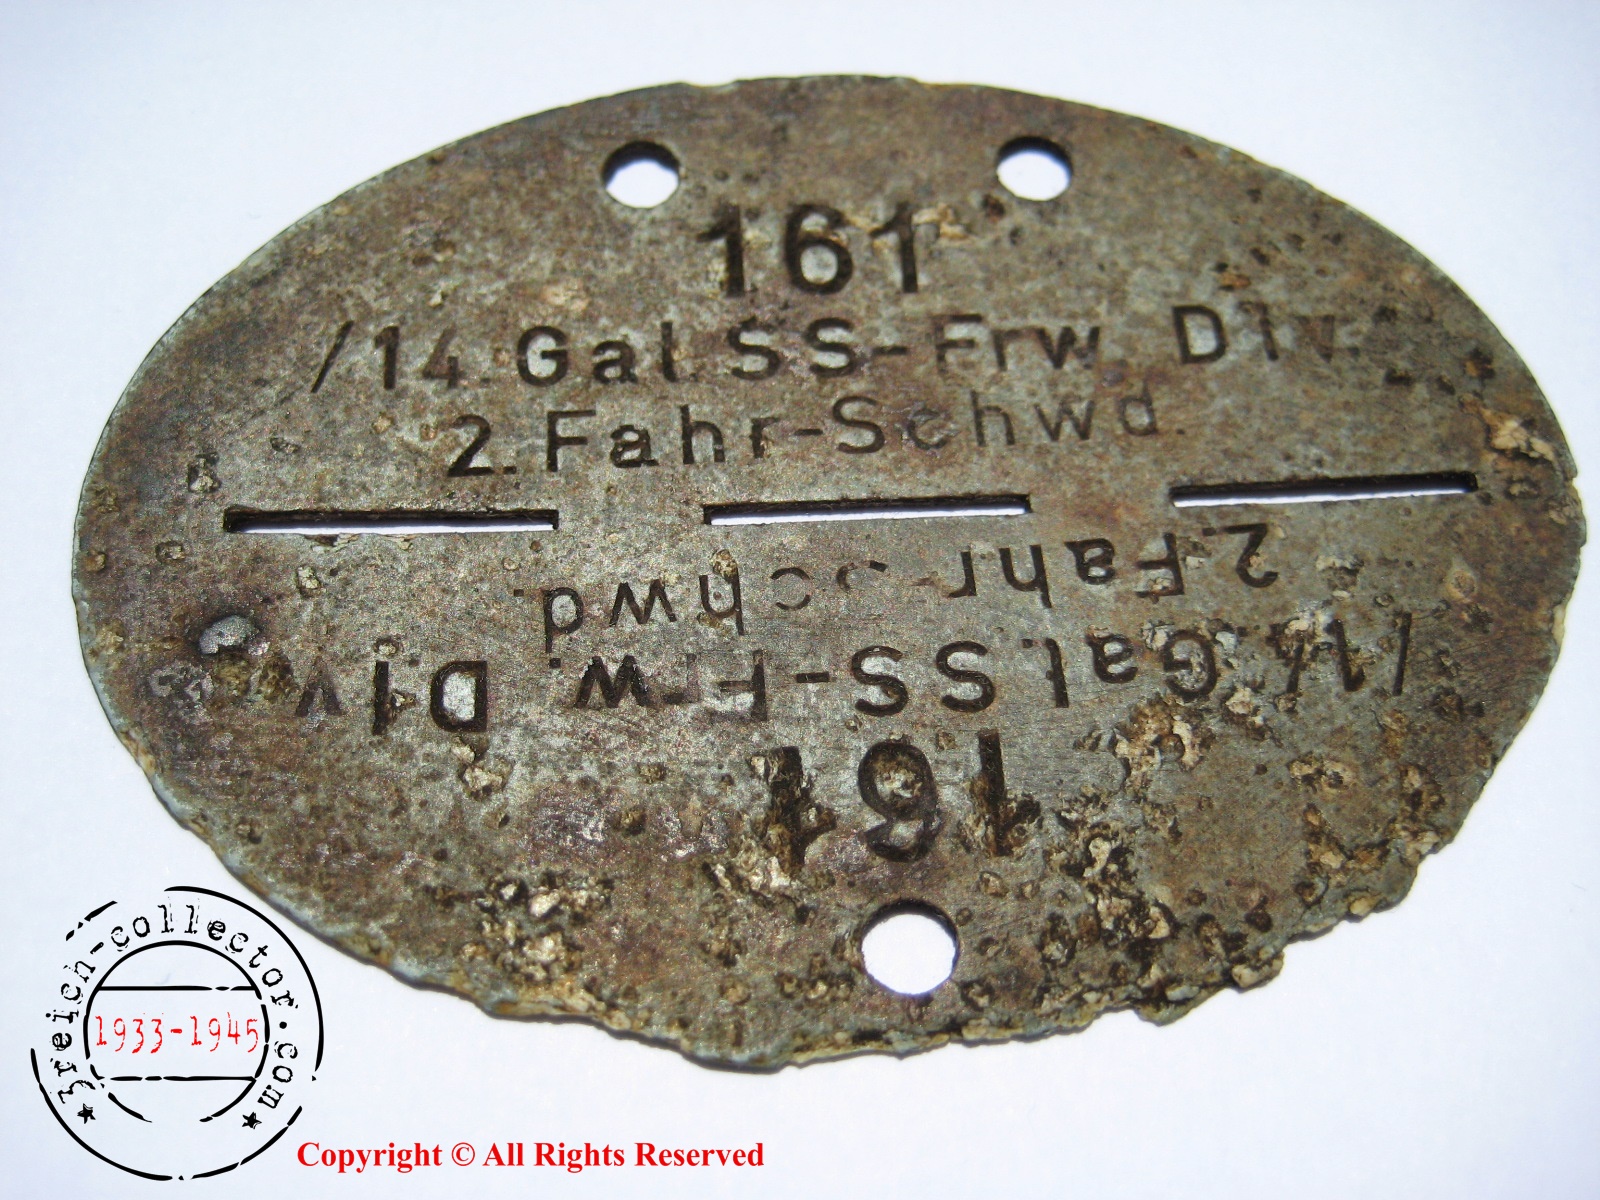 161
/14.Gal.SS-Frw. Div.
2.Fahr-Schwd.
2.Fahr-Schwd.
/14.Gal.SS-Frw. Div.
161
3reich-collector.com
1933-1945
Copyright © All Rights Reserved